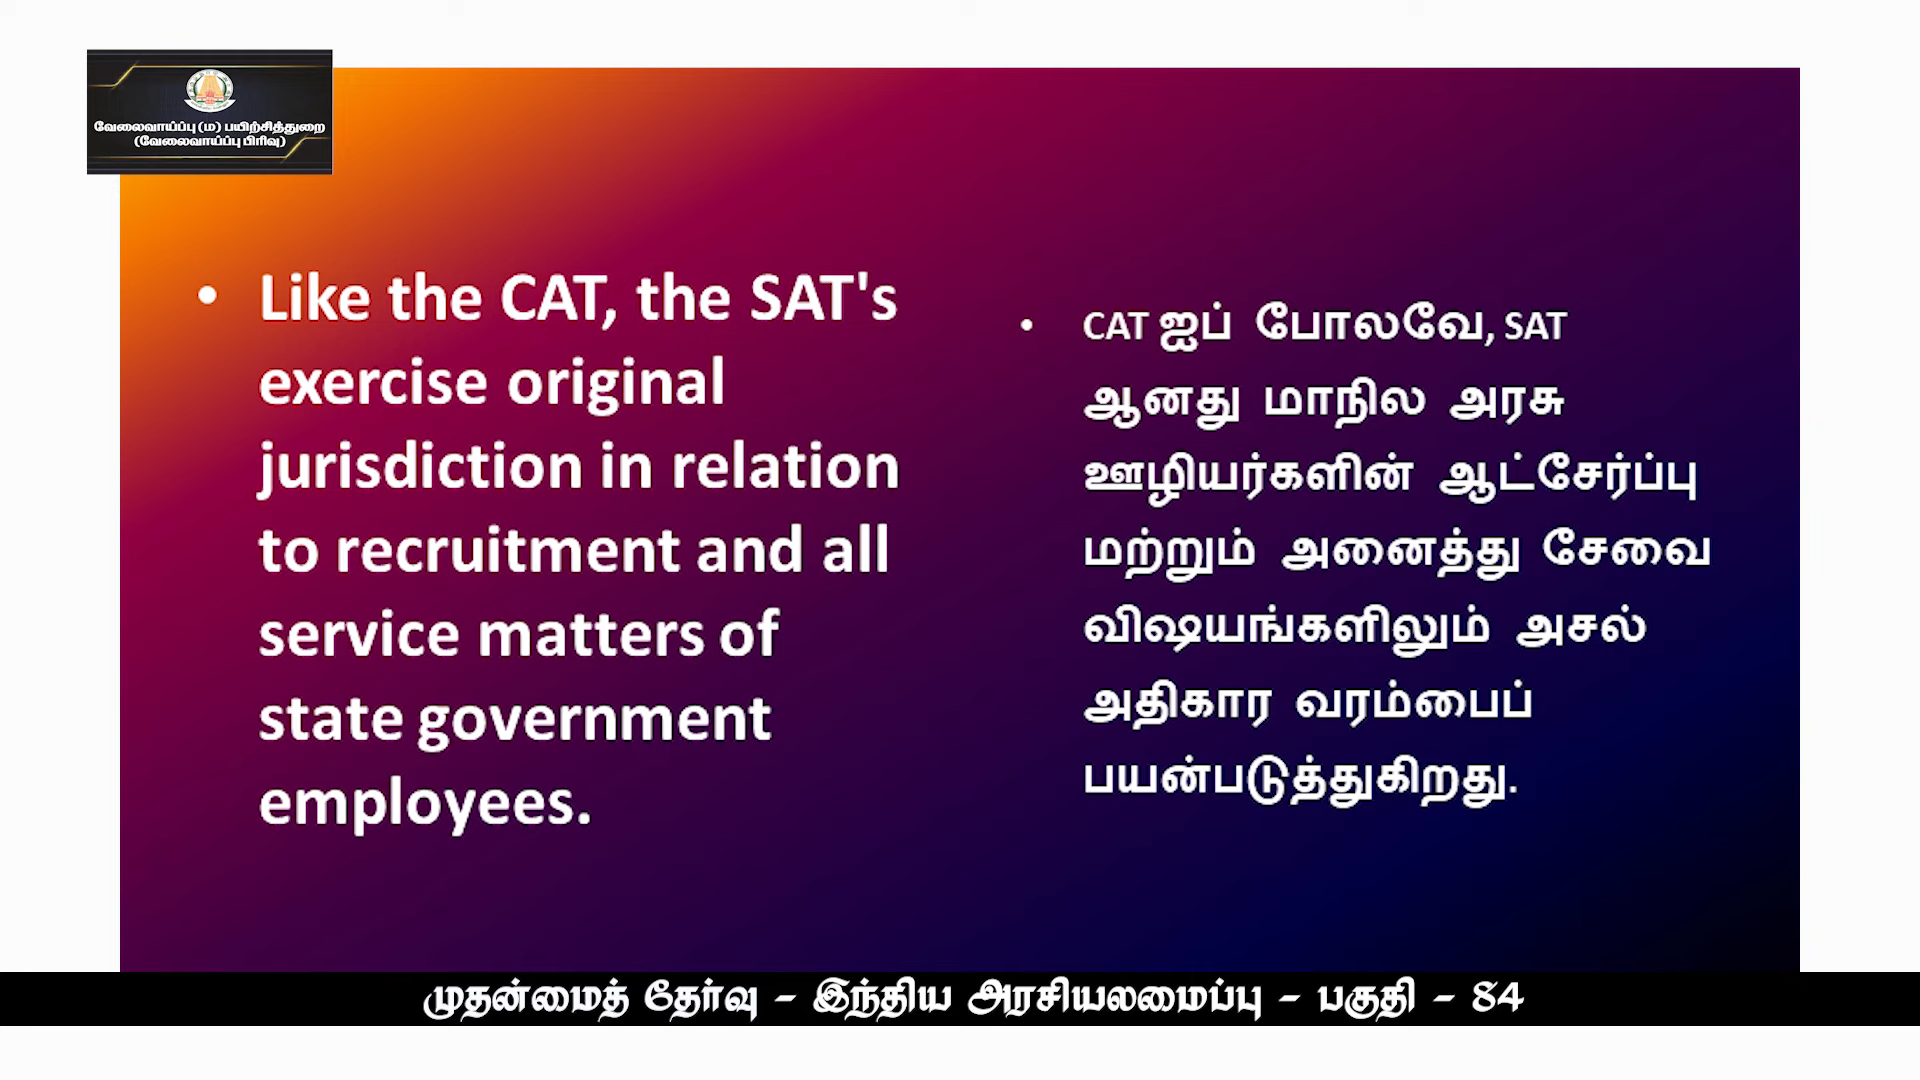 வேலைவாய்ப்பு (ம) பயிற்சித்துறை
(வேலைவாய்ப்பு பிரிவு)
• Like the CAT, the SAT's
exercise original
jurisdiction in relation
to recruitment and all
service matters of
state government
employees.
• CAT ஐப் போலவே, SAT
ஆனது மாநில அரசு
ஊழியர்களின் ஆட்சேர்ப்பு
மற்றும் அனைத்து சேவை
விஷயங்களிலும் அசல்
அதிகார வரம்பைப்
பயன்படுத்துகிறது.
முதன்மைத் தேர்வு - இந்திய அரசியலமைப்பு - பகுதி - 84